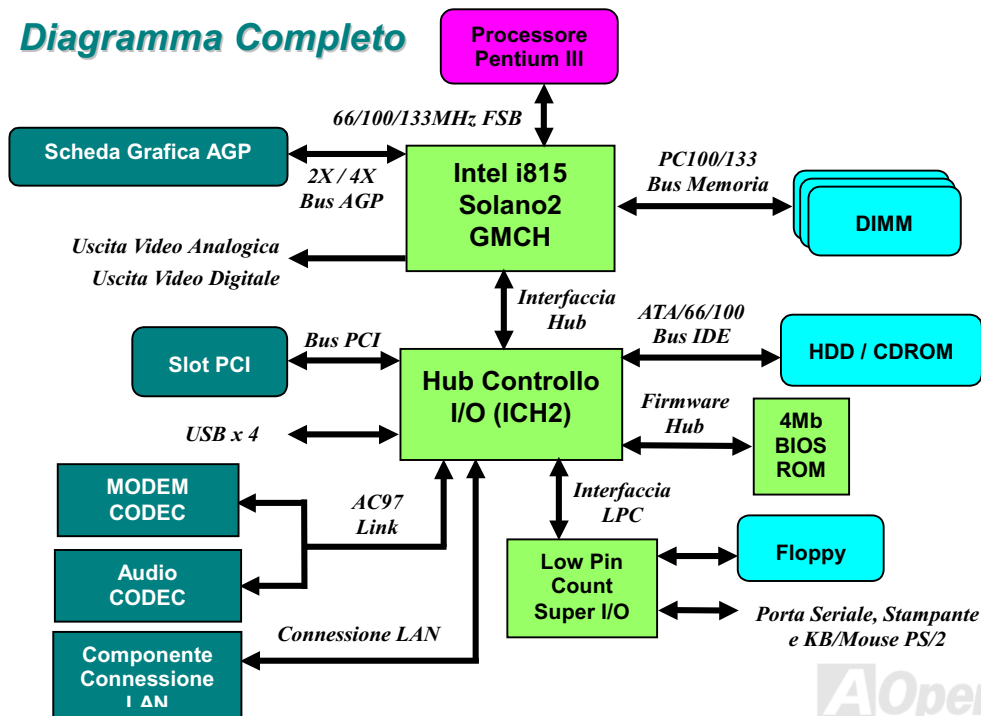 Diagramma Completo
Processore
Pentium III
66/100/133MHz FSB
Scheda Grafica AGP
2X / 4X
Bus AGP
Intel i815
Solano2
GMCH
PC100/133
Bus Memoria
DIMM
Uscita Video Analogica
Uscita Video Digitale
Interfaccia
Hub
ATA/66/100
Bus IDE
HDD / CDROM
Slot PCI
Bus PCI
Hub Controllo
I/O (ICH2)
Firmware
Hub
4Mb
BIOS
ROM
USB x 4
MODEM
CODEC
AC97
Link
Interfaccia
LPC
Audio
CODEC
Low Pin
Count
Super I/O
Floppy
Porta Seriale, Stampante
e KB/Mouse PS/2
Connessione LAN
Componente
Connessione
LAN
AOpen